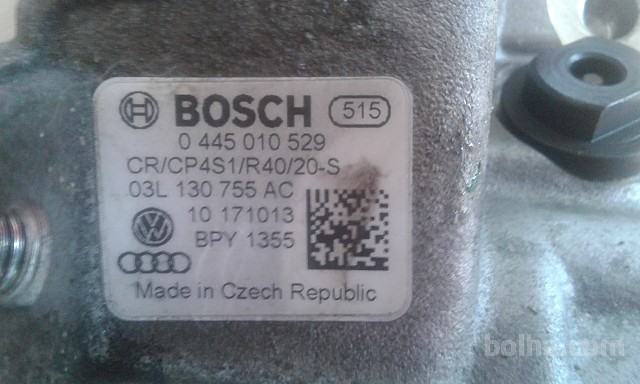 BOSCH 515
0 445 010 529
CR/CP4S1/R40/20-S
03L 130 755 AC
10 171013
BPY 1355
Made in Czech Republic